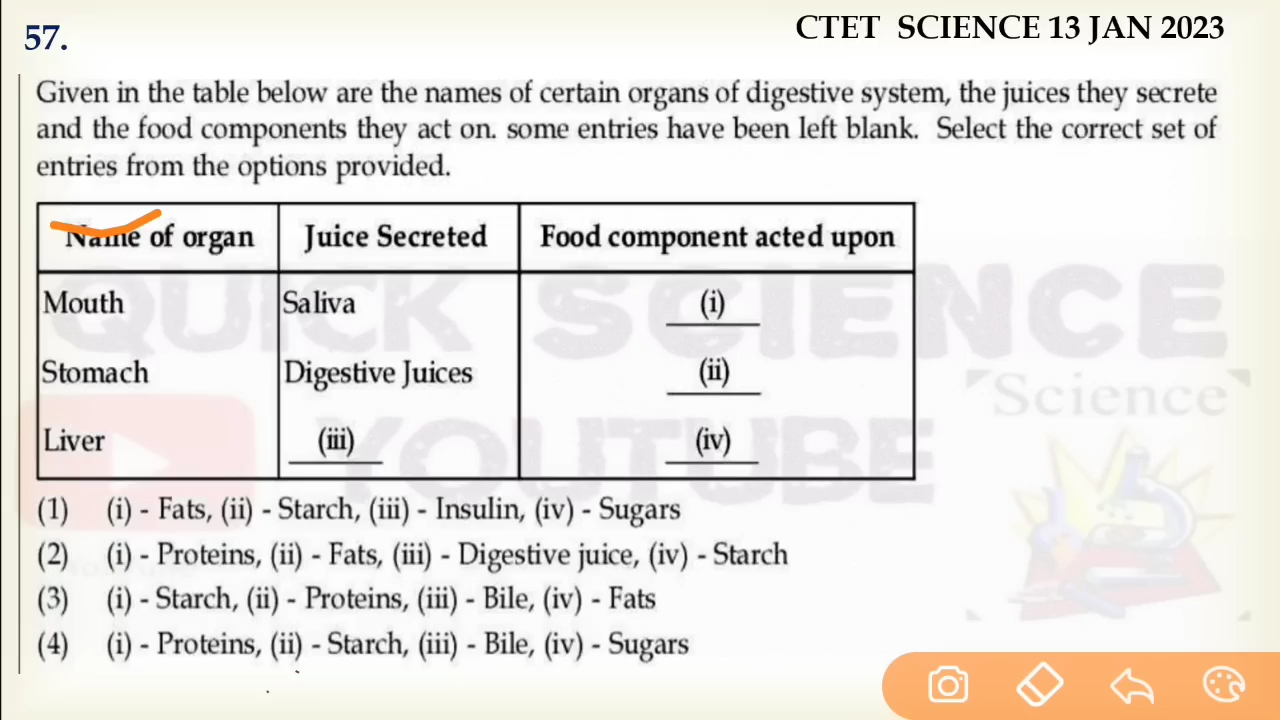 57.
CTET SCIENCE 13 JAN 2023
Given in the table below are the names of certain organs of digestive system, the juices they secrete
and the food components they act on. some entries have been left blank. Select the correct set of
entries from the options provided.
Name of organ Juice Secreted Food component acted upon
Mouth Saliva (i)
Stomach Digestive Juices (ii)
Liver (iii) (iv)
(1) (i) - Fats, (ii) - Starch, (iii) - Insulin, (iv) - Sugars
(2) (i) - Proteins, (ii) - Fats, (iii) - Digestive juice, (iv) - Starch
(3) (i) - Starch, (ii) - Proteins, (iii) - Bile, (iv) - Fats
(4) (i) - Proteins, (ii) - Starch, (iii) - Bile, (iv) - Sugars
QUICK SCIENCE
YOUTUBE
Science